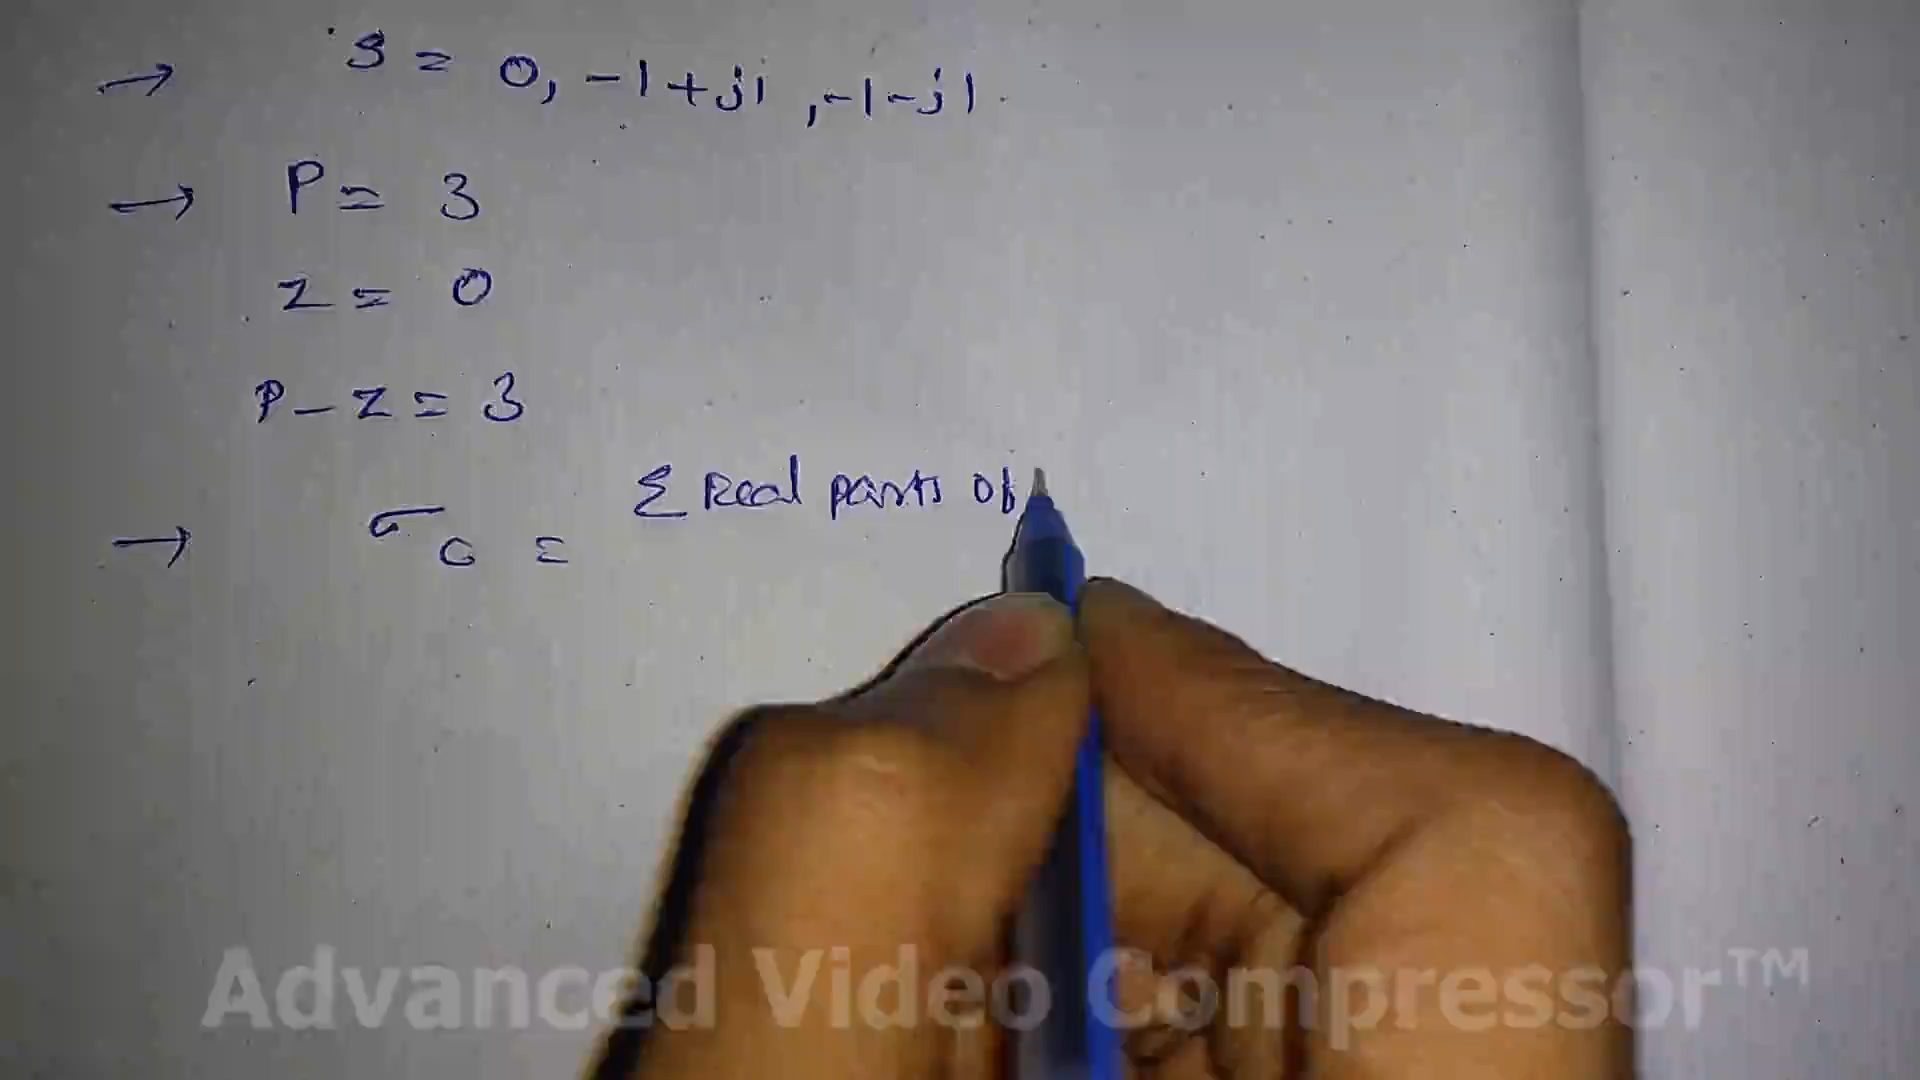 → S = 0, -1+j1, -1-j1
→ P = 3
Z = 0
P - Z = 3
Σ Real parts of
→ σc =
Advanced Video Compressor™